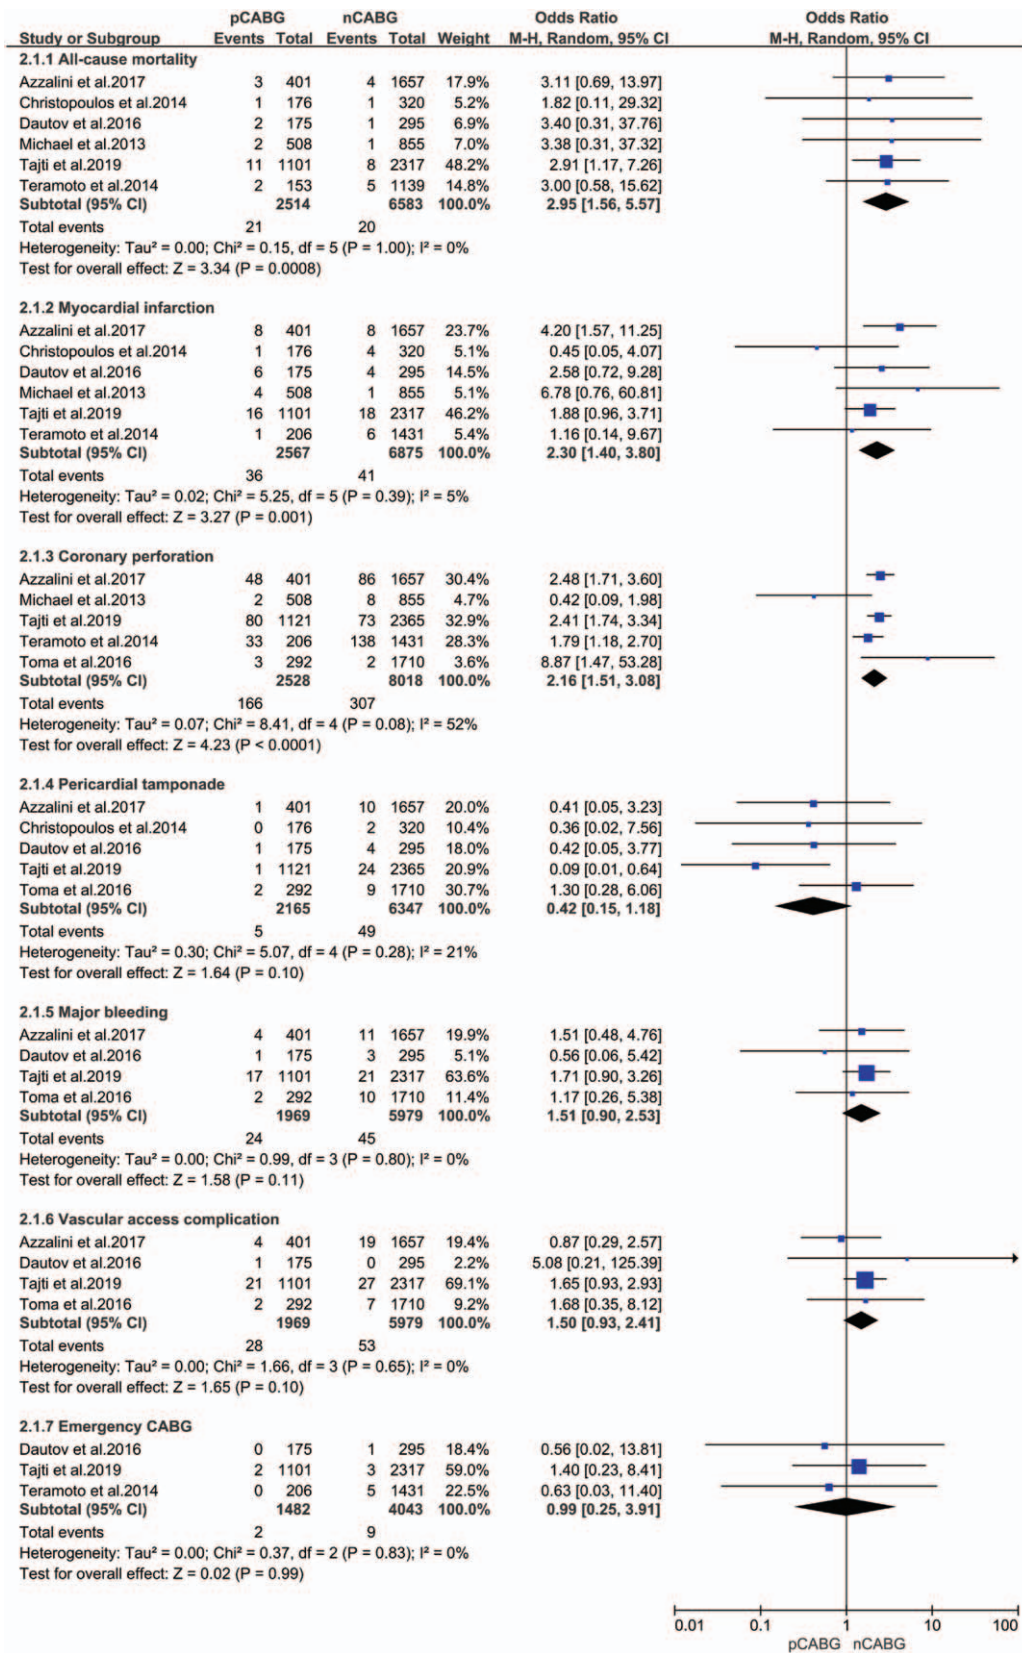 pCABG nCABG Odds Ratio Odds Ratio
Study or Subgroup Events Total Events Total Weight M-H, Random, 95% CI M-H, Random, 95% CI
2.1.1 All-cause mortality
Azzalini et al.2017 3 401 4 1657 17.9% 3.11 [0.69, 13.97]
Christopoulos et al.2014 1 176 1 320 5.2% 1.82 [0.11, 29.32]
Dautov et al.2016 2 175 1 295 6.9% 3.40 [0.31, 37.76]
Michael et al.2013 2 508 1 855 7.0% 3.38 [0.31, 37.32]
Tajti et al.2019 11 1101 8 2317 48.2% 2.91 [1.17, 7.26]
Teramoto et al.2014 2 153 5 1139 14.8% 3.00 [0.58, 15.62]
Subtotal (95% CI) 2514 6583 100.0% 2.95 [1.56, 5.57]
Total events 21 20
Heterogeneity: Tau² = 0.00; Chi² = 0.15, df = 5 (P = 1.00); I² = 0%
Test for overall effect: Z = 3.34 (P = 0.0008)
2.1.2 Myocardial infarction
Azzalini et al.2017 8 401 8 1657 23.7% 4.20 [1.57, 11.25]
Christopoulos et al.2014 1 176 4 320 5.1% 0.45 [0.05, 4.07]
Dautov et al.2016 6 175 4 295 14.5% 2.58 [0.72, 9.28]
Michael et al.2013 4 508 1 855 5.1% 6.78 [0.76, 60.81]
Tajti et al.2019 16 1101 18 2317 46.2% 1.88 [0.96, 3.71]
Teramoto et al.2014 1 206 6 1431 5.4% 1.16 [0.14, 9.67]
Subtotal (95% CI) 2567 6875 100.0% 2.30 [1.40, 3.80]
Total events 36 41
Heterogeneity: Tau² = 0.02; Chi² = 5.25, df = 5 (P = 0.39); I² = 5%
Test for overall effect: Z = 3.27 (P = 0.001)
2.1.3 Coronary perforation
Azzalini et al.2017 48 401 86 1657 30.4% 2.48 [1.71, 3.60]
Michael et al.2013 2 508 8 855 4.7% 0.42 [0.09, 1.98]
Tajti et al.2019 80 1121 73 2365 32.9% 2.41 [1.74, 3.34]
Teramoto et al.2014 33 206 138 1431 28.3% 1.79 [1.18, 2.70]
Toma et al.2016 3 292 2 1710 3.6% 8.87 [1.47, 53.28]
Subtotal (95% CI) 2528 8018 100.0% 2.16 [1.51, 3.08]
Total events 166 307
Heterogeneity: Tau² = 0.07; Chi² = 8.41, df = 4 (P = 0.08); I² = 52%
Test for overall effect: Z = 4.23 (P < 0.0001)
2.1.4 Pericardial tamponade
Azzalini et al.2017 1 401 10 1657 20.0% 0.41 [0.05, 3.23]
Christopoulos et al.2014 0 176 2 320 10.4% 0.36 [0.02, 7.56]
Dautov et al.2016 1 175 4 295 18.0% 0.42 [0.05, 3.77]
Tajti et al.2019 1 1121 24 2365 20.9% 0.09 [0.01, 0.64]
Toma et al.2016 2 292 9 1710 30.7% 1.30 [0.28, 6.06]
Subtotal (95% CI) 2165 6347 100.0% 0.42 [0.15, 1.18]
Total events 5 49
Heterogeneity: Tau² = 0.30; Chi² = 5.07, df = 4 (P = 0.28); I² = 21%
Test for overall effect: Z = 1.64 (P = 0.10)
2.1.5 Major bleeding
Azzalini et al.2017 4 401 11 1657 19.9% 1.51 [0.48, 4.76]
Dautov et al.2016 1 175 3 295 5.1% 0.56 [0.06, 5.42]
Tajti et al.2019 17 1101 21 2317 63.6% 1.71 [0.90, 3.26]
Toma et al.2016 2 292 10 1710 11.4% 1.17 [0.26, 5.38]
Subtotal (95% CI) 1969 5979 100.0% 1.51 [0.90, 2.53]
Total events 24 45
Heterogeneity: Tau² = 0.00; Chi² = 0.99, df = 3 (P = 0.80); I² = 0%
Test for overall effect: Z = 1.58 (P = 0.11)
2.1.6 Vascular access complication
Azzalini et al.2017 4 401 19 1657 19.4% 0.87 [0.29, 2.57]
Dautov et al.2016 1 175 0 295 2.2% 5.08 [0.21, 125.39]
Tajti et al.2019 21 1101 27 2317 69.1% 1.65 [0.93, 2.93]
Toma et al.2016 2 292 7 1710 9.2% 1.68 [0.35, 8.12]
Subtotal (95% CI) 1969 5979 100.0% 1.50 [0.93, 2.41]
Total events 28 53
Heterogeneity: Tau² = 0.00; Chi² = 1.66, df = 3 (P = 0.65); I² = 0%
Test for overall effect: Z = 1.65 (P = 0.10)
2.1.7 Emergency CABG
Dautov et al.2016 0 175 1 295 18.4% 0.56 [0.02, 13.81]
Tajti et al.2019 2 1101 3 2317 59.0% 1.40 [0.23, 8.41]
Teramoto et al.2014 0 206 5 1431 22.5% 0.63 [0.03, 11.40]
Subtotal (95% CI) 1482 4043 100.0% 0.99 [0.25, 3.91]
Total events 2 9
Heterogeneity: Tau² = 0.00; Chi² = 0.37, df = 2 (P = 0.83); I² = 0%
Test for overall effect: Z = 0.02 (P = 0.99)
0.01 0.1 1 10 100
pCABG nCABG